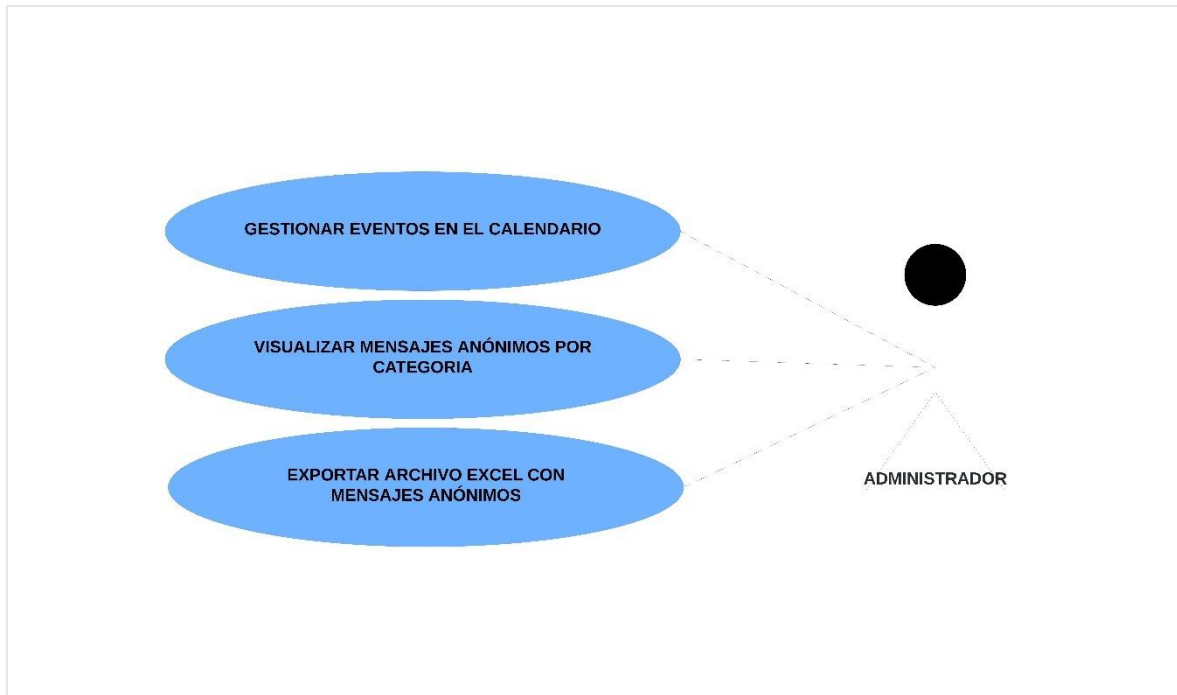 GESTIONAR EVENTOS EN EL CALENDARIO
VISUALIZAR MENSAJES ANÓNIMOS POR
CATEGORIA
EXPORTAR ARCHIVO EXCEL CON
MENSAJES ANÓNIMOS
ADMINISTRADOR